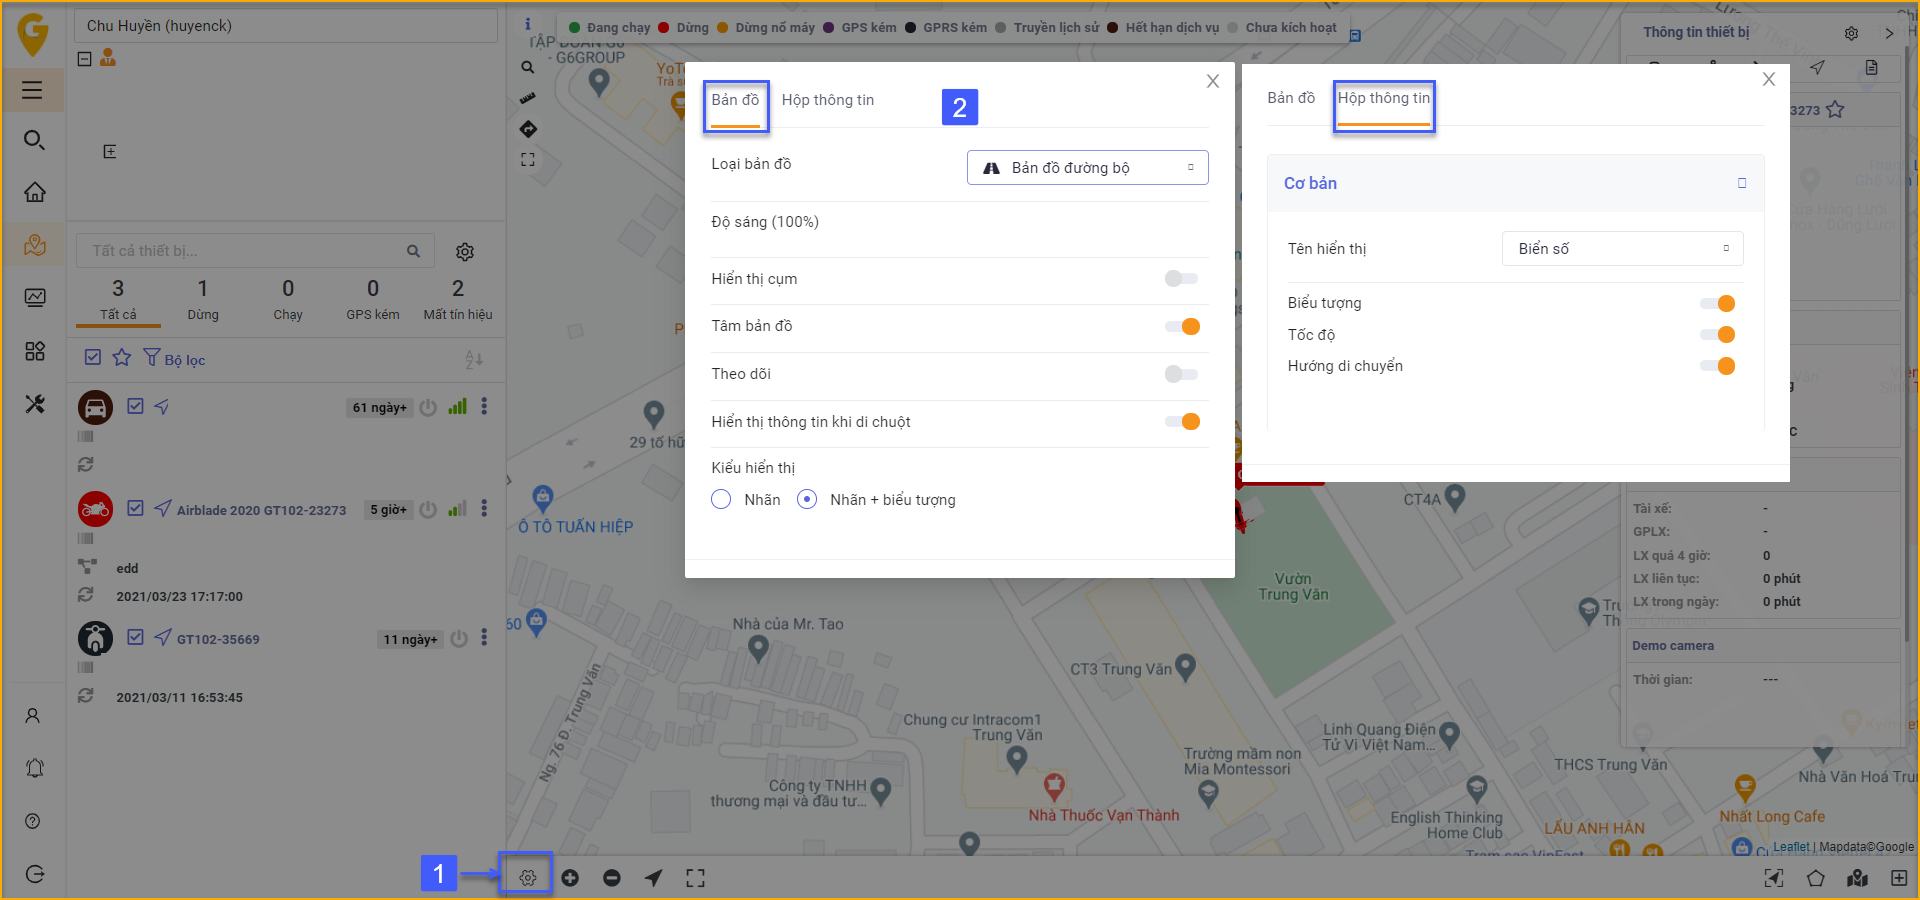 Chu Huyền (huyenck)
Đang chạy
Dừng
Dừng nổ máy
GPS kém
GPRS kém
Truyền lịch sử
Hết hạn dịch vụ
Chưa kích hoạt
Thông tin thiết bị
- G6GROUP
Bản đồ
Hộp thông tin
2
Loại bản đồ
Bản đồ đường bộ
Độ sáng (100%)
Hiển thị cụm
Tâm bản đồ
Theo dõi
Hiển thị thông tin khi di chuột
Kiểu hiển thị
Nhãn
Nhãn + biểu tượng
Bản đồ
Hộp thông tin
Cơ bản
Tên hiển thị
Biển số
Biểu tượng
Tốc độ
Hướng di chuyển
3273
Tất cả thiết bị...
3
1
0
0
2
Tất cả
Dừng
Chạy
GPS kém
Mất tín hiệu
Bộ lọc
61 ngày+
Airblade 2020 GT102-23273
5 giờ+
edd
2021/03/23 17:17:00
GT102-35669
11 ngày+
2021/03/11 16:53:45
29 tố hữ
Ô TÔ TUẤN HIỆP
60
CT4A
Vườn
Trung Văn
Nhà của Mr. Tao
CT3 Trung Văn
Ng. 76 Đ. Trung Văn
Chung cư Intracom1
Trung Văn
Công ty TNHH
thương mại và đầu tư...
Nhà Thuốc Vạn Thành
Trường mầm non
Mia Montessori
Linh Quang Điện
Tử Vi Việt Nam...
THCS Trung Văn
English Thinking
Home Club
LẨU ANH HÂN
Nhà Văn Hoá Trun
Nhất Long Cafe
Tài xế:
-
GPLX:
-
LX quá 4 giờ:
0
LX liên tục:
0 phút
LX trong ngày:
0 phút
Demo camera
Thời gian:
---
Leaflet | Mapdata©Google
1